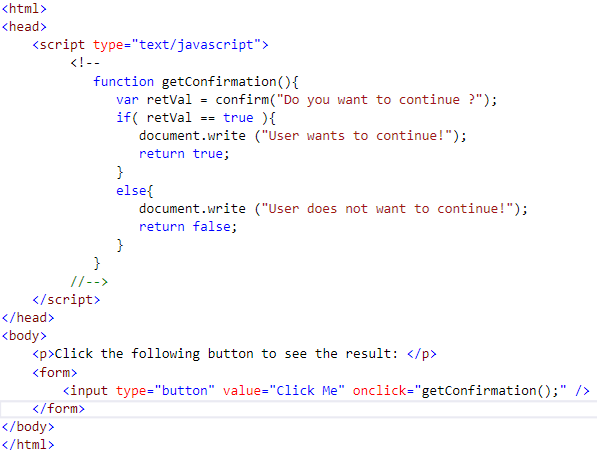 <html>
<head>
<script type="text/javascript">
<!--
function getConfirmation(){
var retVal = confirm("Do you want to continue ?");
if( retVal == true ){
document.write ("User wants to continue!");
return true;
}
else{
document.write ("User does not want to continue!");
return false;
}
}
//-->
</script>
</head>
<body>
<p>Click the following button to see the result: </p>
<form>
<input type="button" value="Click Me" onclick="getConfirmation();" />
</form>
</body>
</html>